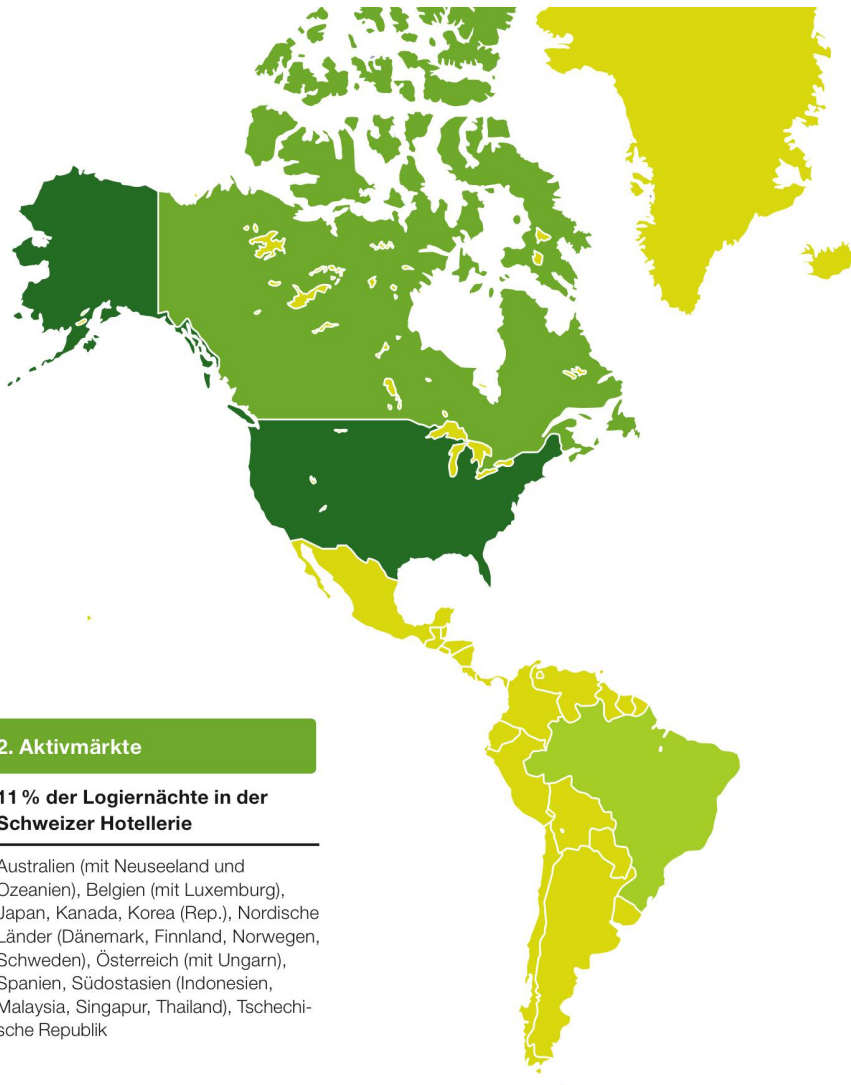 2. Aktivmärkte
11 % der Logiernächte in der
Schweizer Hotellerie
Australien (mit Neuseeland und
Ozeanien), Belgien (mit Luxemburg),
Japan, Kanada, Korea (Rep.), Nordische
Länder (Dänemark, Finnland, Norwegen,
Schweden), Österreich (mit Ungarn),
Spanien, Südostasien (Indonesien,
Malaysia, Singapur, Thailand), Tschechi-
sche Republik